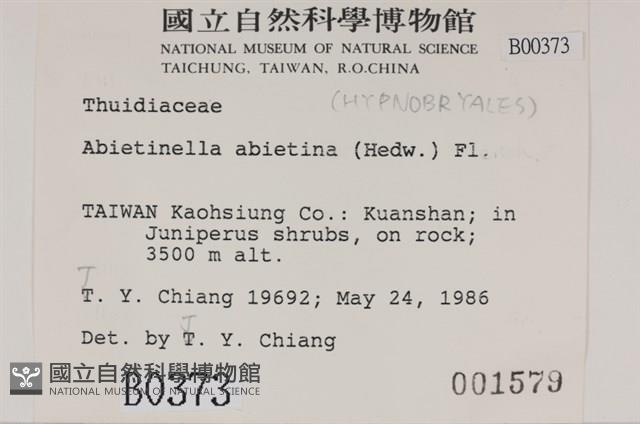 國立自然科學博物館
NATIONAL MUSEUM OF NATURAL SCIENCE
TAICHUNG, TAIWAN, R.O.CHINA
B00373
Thuidiaceae (HYPNOBRYALES)
Abietinella abietina (Hedw.) Fl.
TAIWAN Kaohsiung Co.: Kuanshan; in
Juniperus shrubs, on rock;
3500 m alt.
J
T. Y. Chiang 19692; May 24, 1986
J
Det. by T. Y. Chiang
國立自然科學博物館
NATIONAL MUSEUM OF NATURAL SCIENCE
B0373
001579